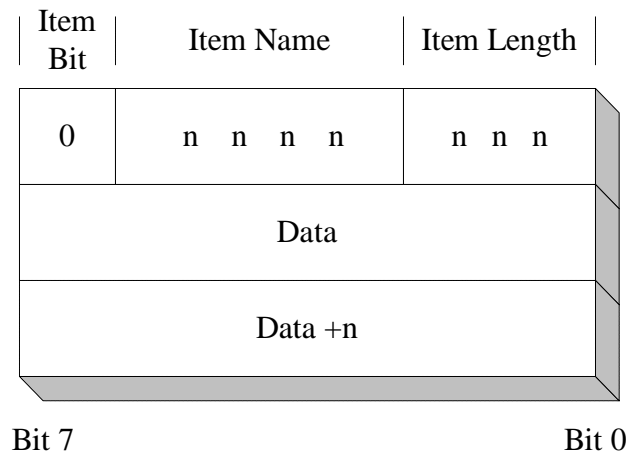 Item
Bit
Item Name
Item Length
0
n n n n
n n n
Data
Data +n
Bit 7
Bit 0